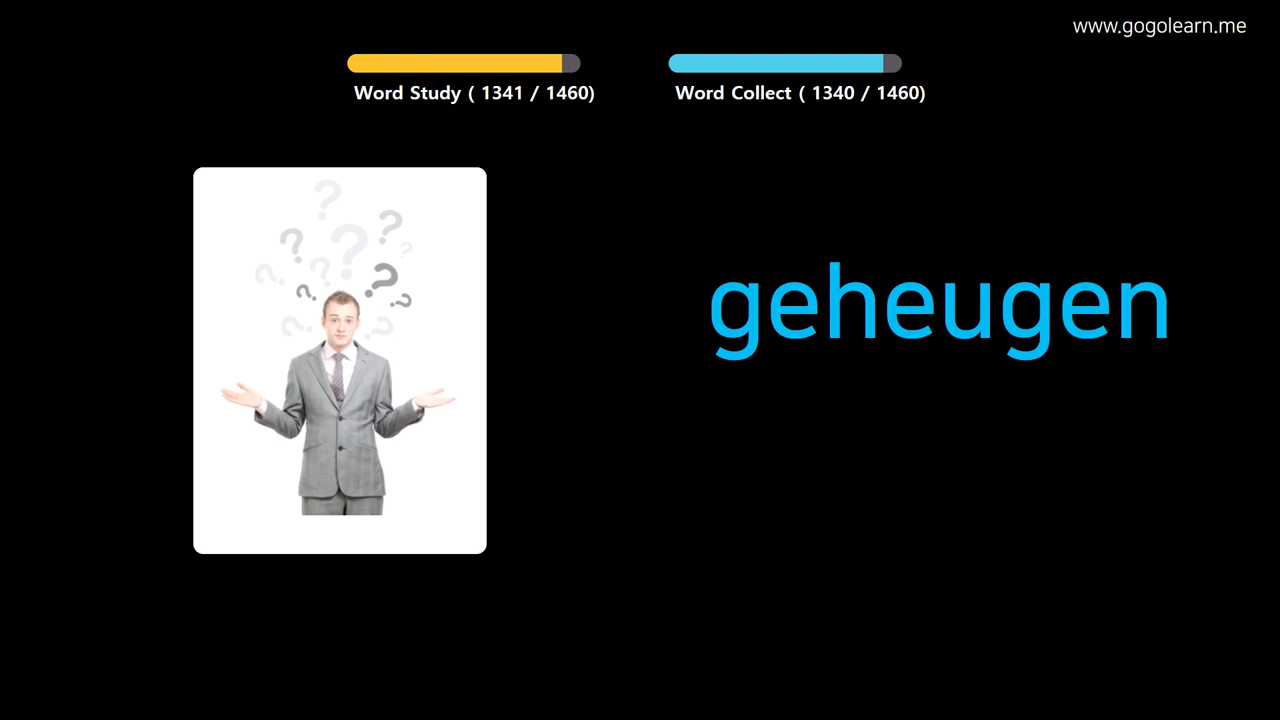 www.gogolearn.me
Word Study ( 1341 / 1460)
Word Collect ( 1340 / 1460)
? ? ? ? ? ? ? ? ? ? ? ?
geheugen